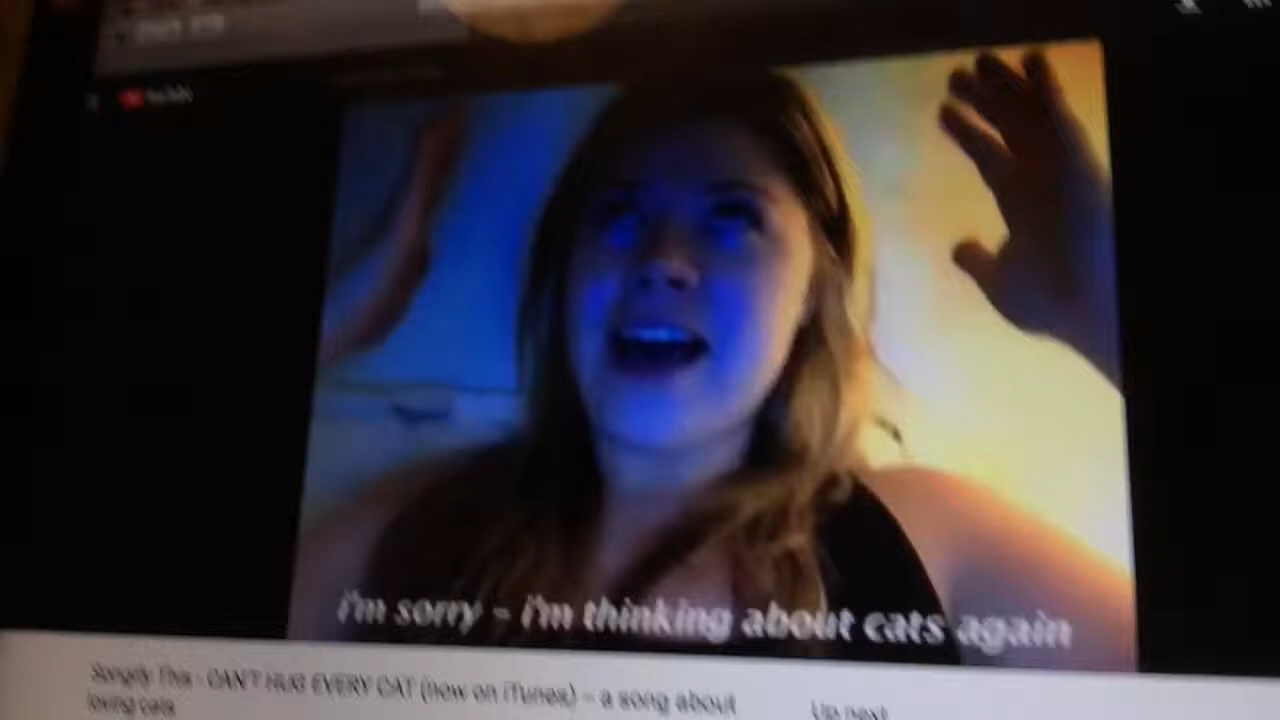 YouTube
i'm sorry - i'm thinking about cats again
Songify This - CAN'T HUG EVERY CAT (now on iTunes) - a song about
loving cats
Up next